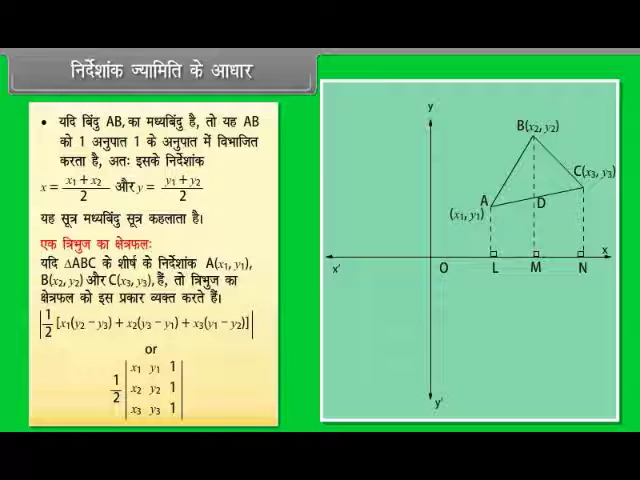 निर्देशांक ज्यामिति के आधार
• यदि बिंदु AB, का मध्यबिंदु है, तो यह AB
को 1 अनुपात 1 के अनुपात में विभाजित
करता है, अतः इसके निर्देशांक
x = (x₁ + x₂)/2 और y = (y₁ + y₂)/2
यह सूत्र मध्यबिंदु सूत्र कहलाता है।
एक त्रिभुज का क्षेत्रफलः
यदि △ABC के शीर्ष के निर्देशांक A(x₁, y₁),
B(x₂, y₂) और C(x₃, y₃), हैं, तो त्रिभुज का
क्षेत्रफल को इस प्रकार व्यक्त करते हैं।
|1/2 [x₁(y₂ − y₃) + x₂(y₃ − y₁) + x₃(y₁ − y₂)]|
or
1/2 | x₁ y₁ 1 |
| x₂ y₂ 1 |
| x₃ y₃ 1 |
y
B(x₂, y₂)
C(x₃, y₃)
A
(x₁, y₁)
D
x
x'
O
L
M
N
y'